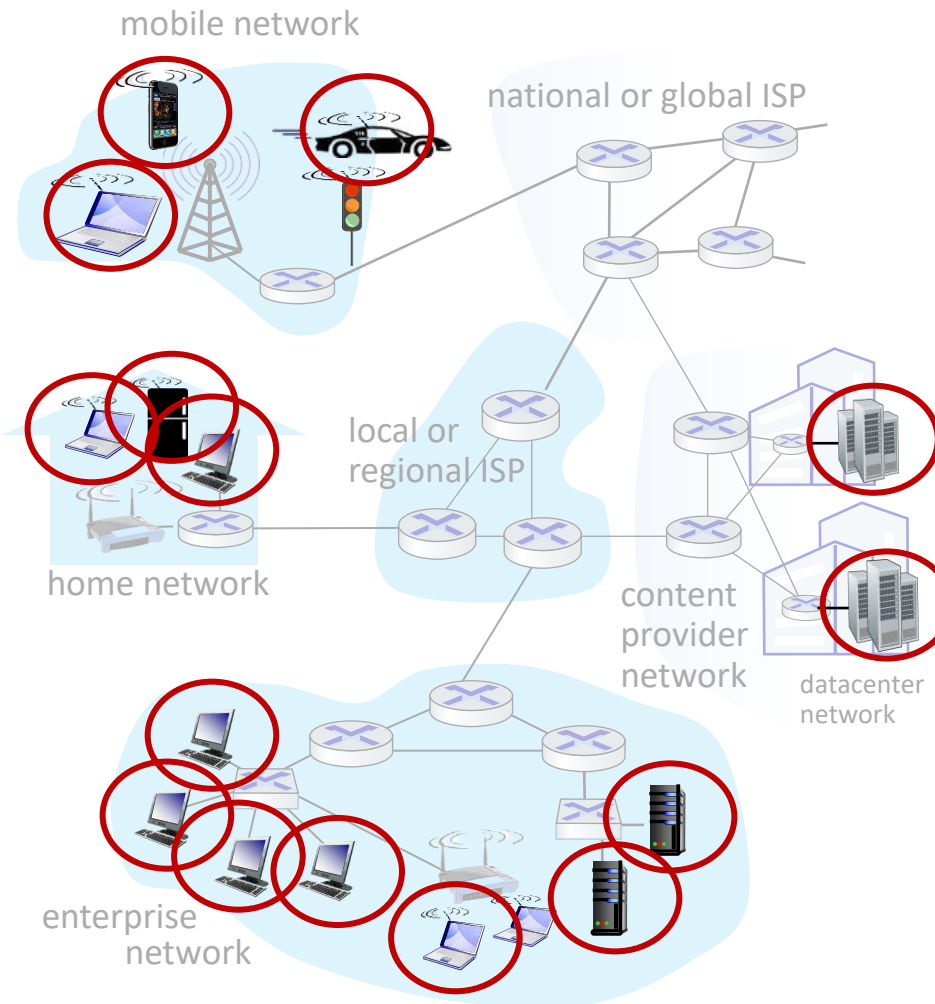 mobile network
national or global ISP
local or
regional ISP
home network
content
provider
network
datacenter
network
enterprise
network